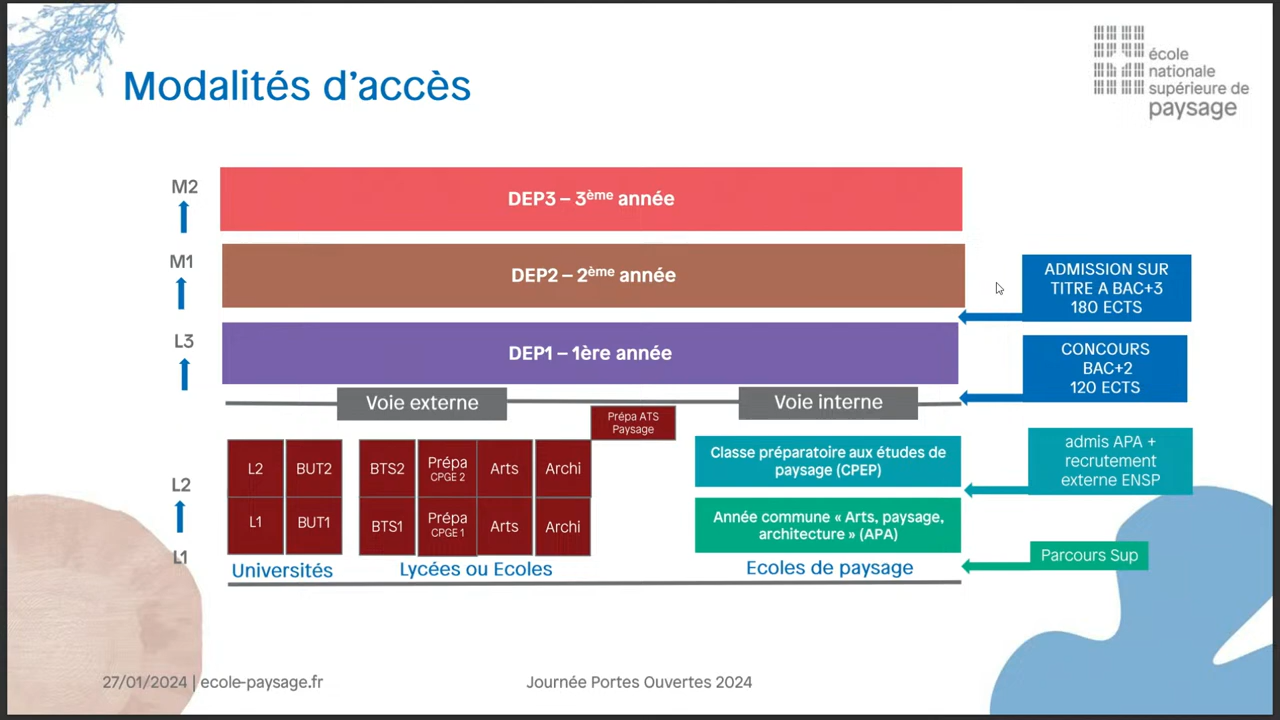 Modalités d'accès
école
nationale
supérieure de
paysage
M2
DEP3 – 3ème année
M1
DEP2 – 2ème année
ADMISSION SUR
TITRE A BAC+3
180 ECTS
L3
DEP1 – 1ère année
CONCOURS
BAC+2
120 ECTS
Voie externe
Voie interne
Prépa ATS
Paysage
L2
L2
BUT2
BTS2
Prépa
CPGE 2
Arts
Archi
Classe préparatoire aux études de
paysage (CPEP)
admis APA +
recrutement
externe ENSP
L1
L1
BUT1
BTS1
Prépa
CPGE 1
Arts
Archi
Année commune « Arts, paysage,
architecture » (APA)
Parcours Sup
Universités
Lycées ou Ecoles
Ecoles de paysage
27/01/2024 | ecole-paysage.fr
Journée Portes Ouvertes 2024